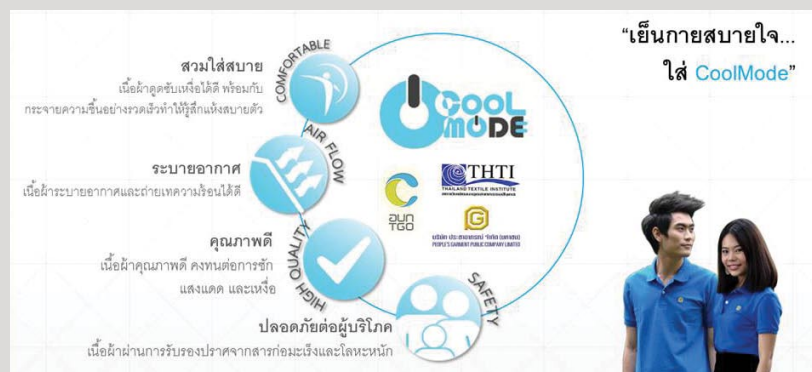 “เย็นกายสบายใจ...
ใส่ CoolMode”
COMFORTABLE
สวมใส่สบาย
เนื้อผ้าดูดซับเหงื่อได้ดี พร้อมกับ
กระจายความชื้นอย่างรวดเร็วทำให้รู้สึกแห้งสบายตัว
AIR FLOW
ระบายอากาศ
เนื้อผ้าระบายอากาศและถ่ายเทความร้อนได้ดี
HIGH QUALITY
คุณภาพดี
เนื้อผ้าคุณภาพดี คงทนต่อการซัก
แสงแดด และเหงื่อ
SAFETY
ปลอดภัยต่อผู้บริโภค
เนื้อผ้าผ่านการรับรองปราศจากสารก่อมะเร็งและโลหะหนัก
COOL
MODE
อบก
TGO
THTI
THAILAND TEXTILE INSTITUTE
G
PEOPLE'S GARMENT PUBLIC COMPANY LIMITED